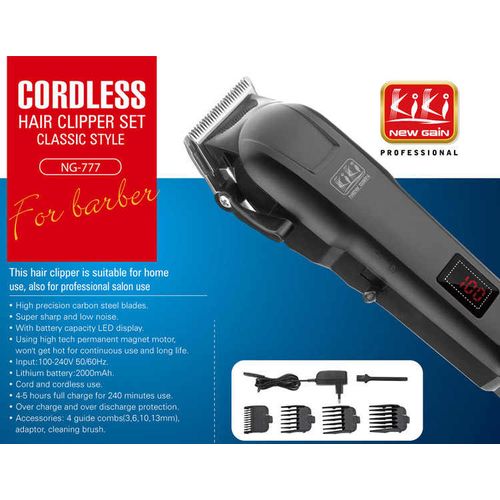 CORDLESS
HAIR CLIPPER SET
CLASSIC STYLE
NG-777
For barber
KiKi
NEW GAIN
PROFESSIONAL
KiKi
100
This hair clipper is suitable for home
use, also for professional salon use
• High precision carbon steel blades.
• Super sharp and low noise.
• With battery capacity LED display.
• Using high tech permanent magnet motor,
won't get hot for continuous use and long life.
• Input:100-240V 50/60Hz.
• Lithium battery:2000mAh.
• Cord and cordless use.
• 4-5 hours full charge for 240 minutes use.
• Over charge and over discharge protection.
• Accessories: 4 guide combs(3,6,10,13mm),
adaptor, cleaning brush.